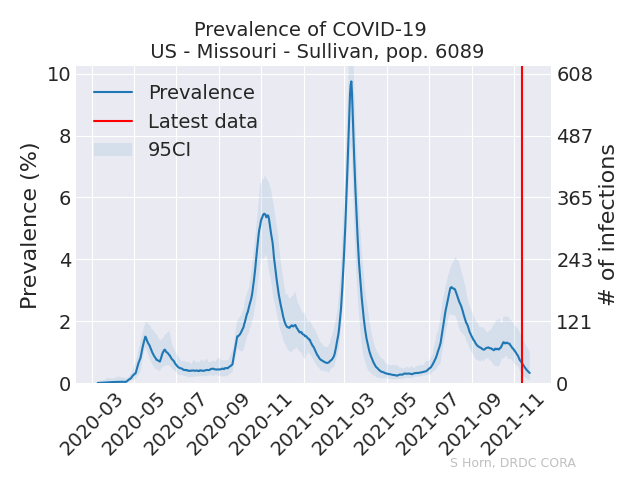 Prevalence of COVID-19
US - Missouri - Sullivan, pop. 6089
Prevalence
Latest data
95CI
Prevalence (%)
10
8
6
4
2
0
608
487
365
243
121
0
# of infections
2020-03
2020-05
2020-07
2020-09
2020-11
2021-01
2021-03
2021-05
2021-07
2021-09
2021-11
S Horn, DRDC CORA